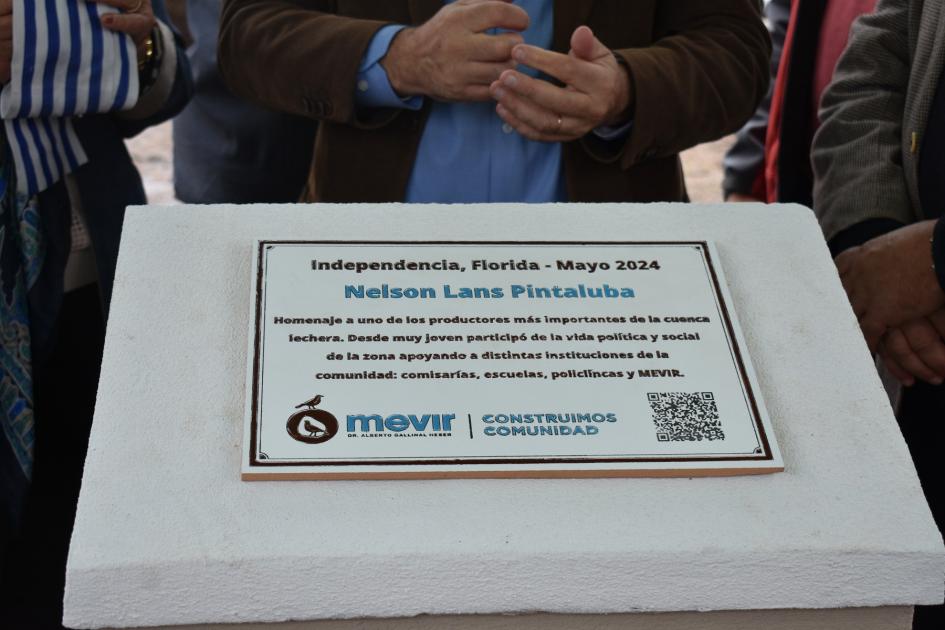 Independencia, Florida - Mayo 2024
Nelson Lans Pintaluba
Homenaje a uno de los productores más importantes de la cuenca
lechera. Desde muy joven participó de la vida política y social
de la zona apoyando a distintas instituciones de la
comunidad: comisarías, escuelas, policlíncas y MEVIR.
mevir
DR. ALBERTO GALLINAL HEBER
CONSTRUIMOS
COMUNIDAD